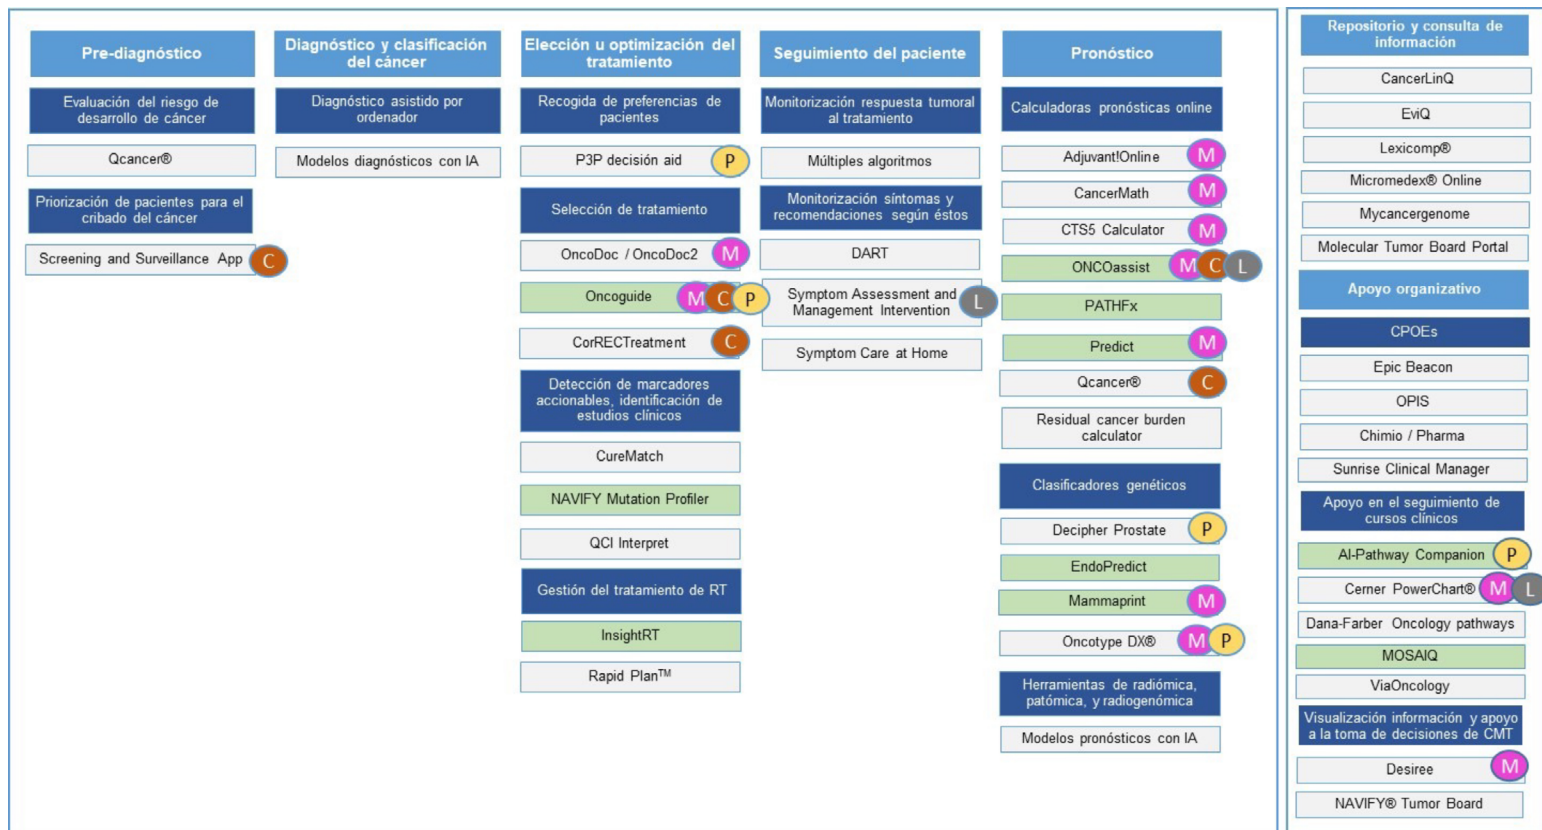 Pre-diagnóstico
Evaluación del riesgo de
desarrollo de cáncer
Qcancer®
Priorización de pacientes para el
cribado del cáncer
Screening and Surveillance App
C
Diagnóstico y clasificación
del cáncer
Diagnóstico asistido por
ordenador
Modelos diagnósticos con IA
Elección u optimización del
tratamiento
Recogida de preferencias de
pacientes
P3P decisión aid
P
Selección de tratamiento
OncoDoc / OncoDoc2
M
Oncoguide
M C P
CorRECTreatment
C
Detección de marcadores
accionables, identificación de
estudios clínicos
CureMatch
NAVIFY Mutation Profiler
QCI Interpret
Gestión del tratamiento de RT
InsightRT
Rapid Plan™
Seguimiento del paciente
Monitorización respuesta tumoral
al tratamiento
Múltiples algoritmos
Monitorización síntomas y
recomendaciones según éstos
DART
Symptom Assessment and
Management Intervention
L
Symptom Care at Home
Pronóstico
Calculadoras pronósticas online
Adjuvant!Online
M
CancerMath
M
CTS5 Calculator
M
ONCOassist
M C L
PATHFx
Predict
M
Qcancer®
C
Residual cancer burden
calculator
Clasificadores genéticos
Decipher Prostate
P
EndoPredict
Mammaprint
M
Oncotype DX®
M P
Herramientas de radiómica,
patómica, y radiogenómica
Modelos pronósticos con IA
Repositorio y consulta de
información
CancerLinQ
EviQ
Lexicomp®
Micromedex® Online
Mycancergenome
Molecular Tumor Board Portal
Apoyo organizativo
CPOEs
Epic Beacon
OPIS
Chimio / Pharma
Sunrise Clinical Manager
Apoyo en el seguimiento de
cursos clínicos
AI-Pathway Companion
P
Cerner PowerChart®
M L
Dana-Farber Oncology pathways
MOSAIQ
ViaOncology
Visualización información y apoyo
a la toma de decisiones de CMT
Desiree
M
NAVIFY® Tumor Board